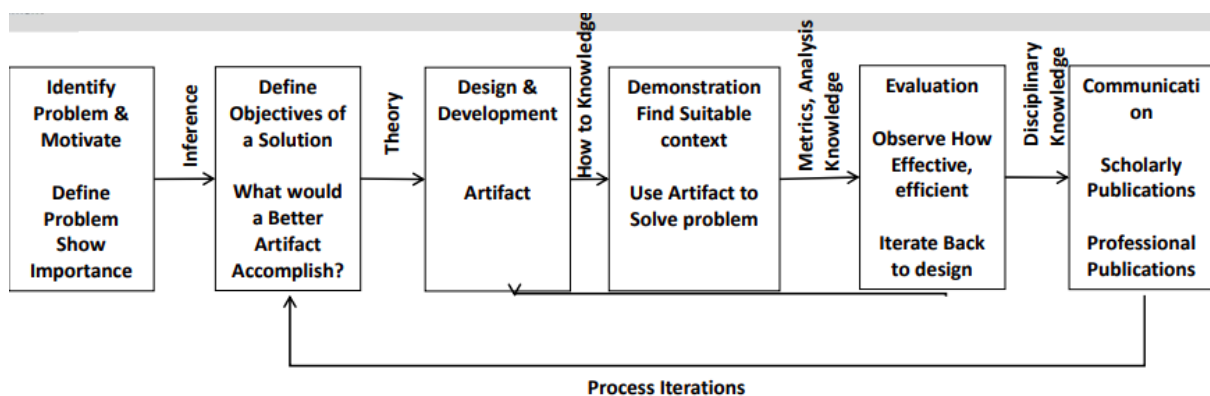 Identify
Problem &
Motivate
Define
Problem
Show
Importance
Inference
Define
Objectives of
a Solution
What would
a Better
Artifact
Accomplish?
Theory
Design &
Development
Artifact
How to Knowledge
Demonstration
Find Suitable
context
Use Artifact to
Solve problem
Metrics, Analysis
Knowledge
Evaluation
Observe How
Effective,
efficient
Iterate Back
to design
Disciplinary
Knowledge
Communicati
on
Scholarly
Publications
Professional
Publications
Process Iterations